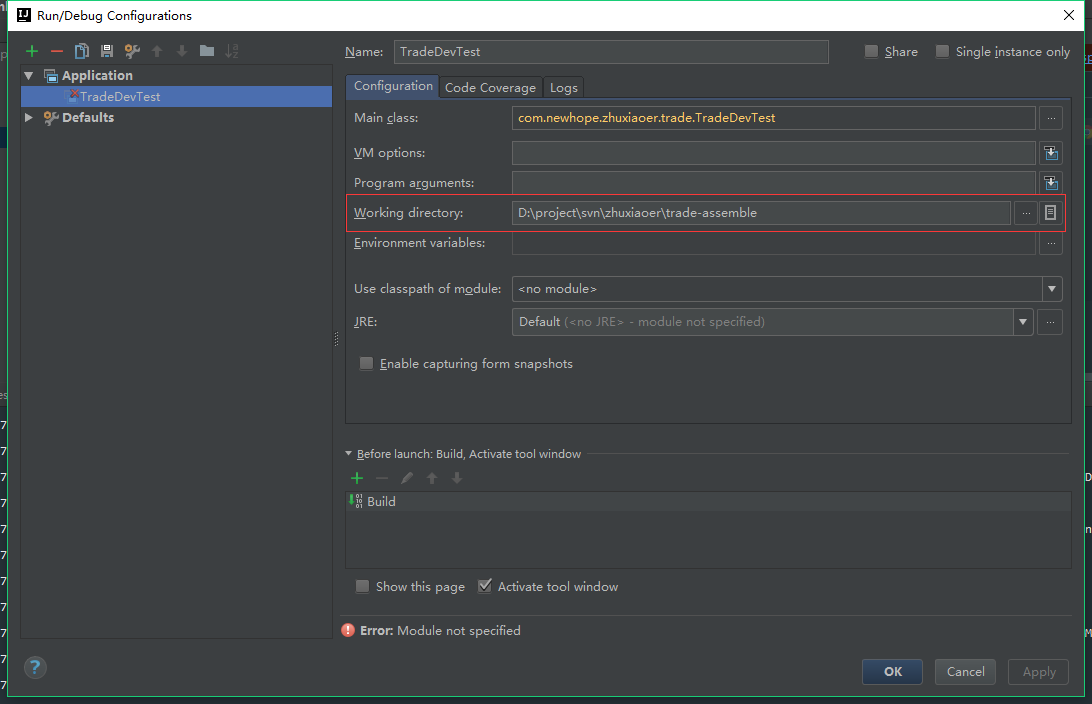 Run/Debug Configurations
Name: TradeDevTest
Share
Single instance only
Application
TradeDevTest
Defaults
Configuration
Code Coverage
Logs
Main class: com.newhope.zhuxiaoer.trade.TradeDevTest
VM options:
Program arguments:
Working directory: D:\project\svn\zhuxiaoer\trade-assemble
Environment variables:
Use classpath of module: <no module>
JRE: Default (<no JRE> - module not specified)
Enable capturing form snapshots
Before launch: Build, Activate tool window
Build
Show this page
Activate tool window
Error: Module not specified
OK
Cancel
Apply